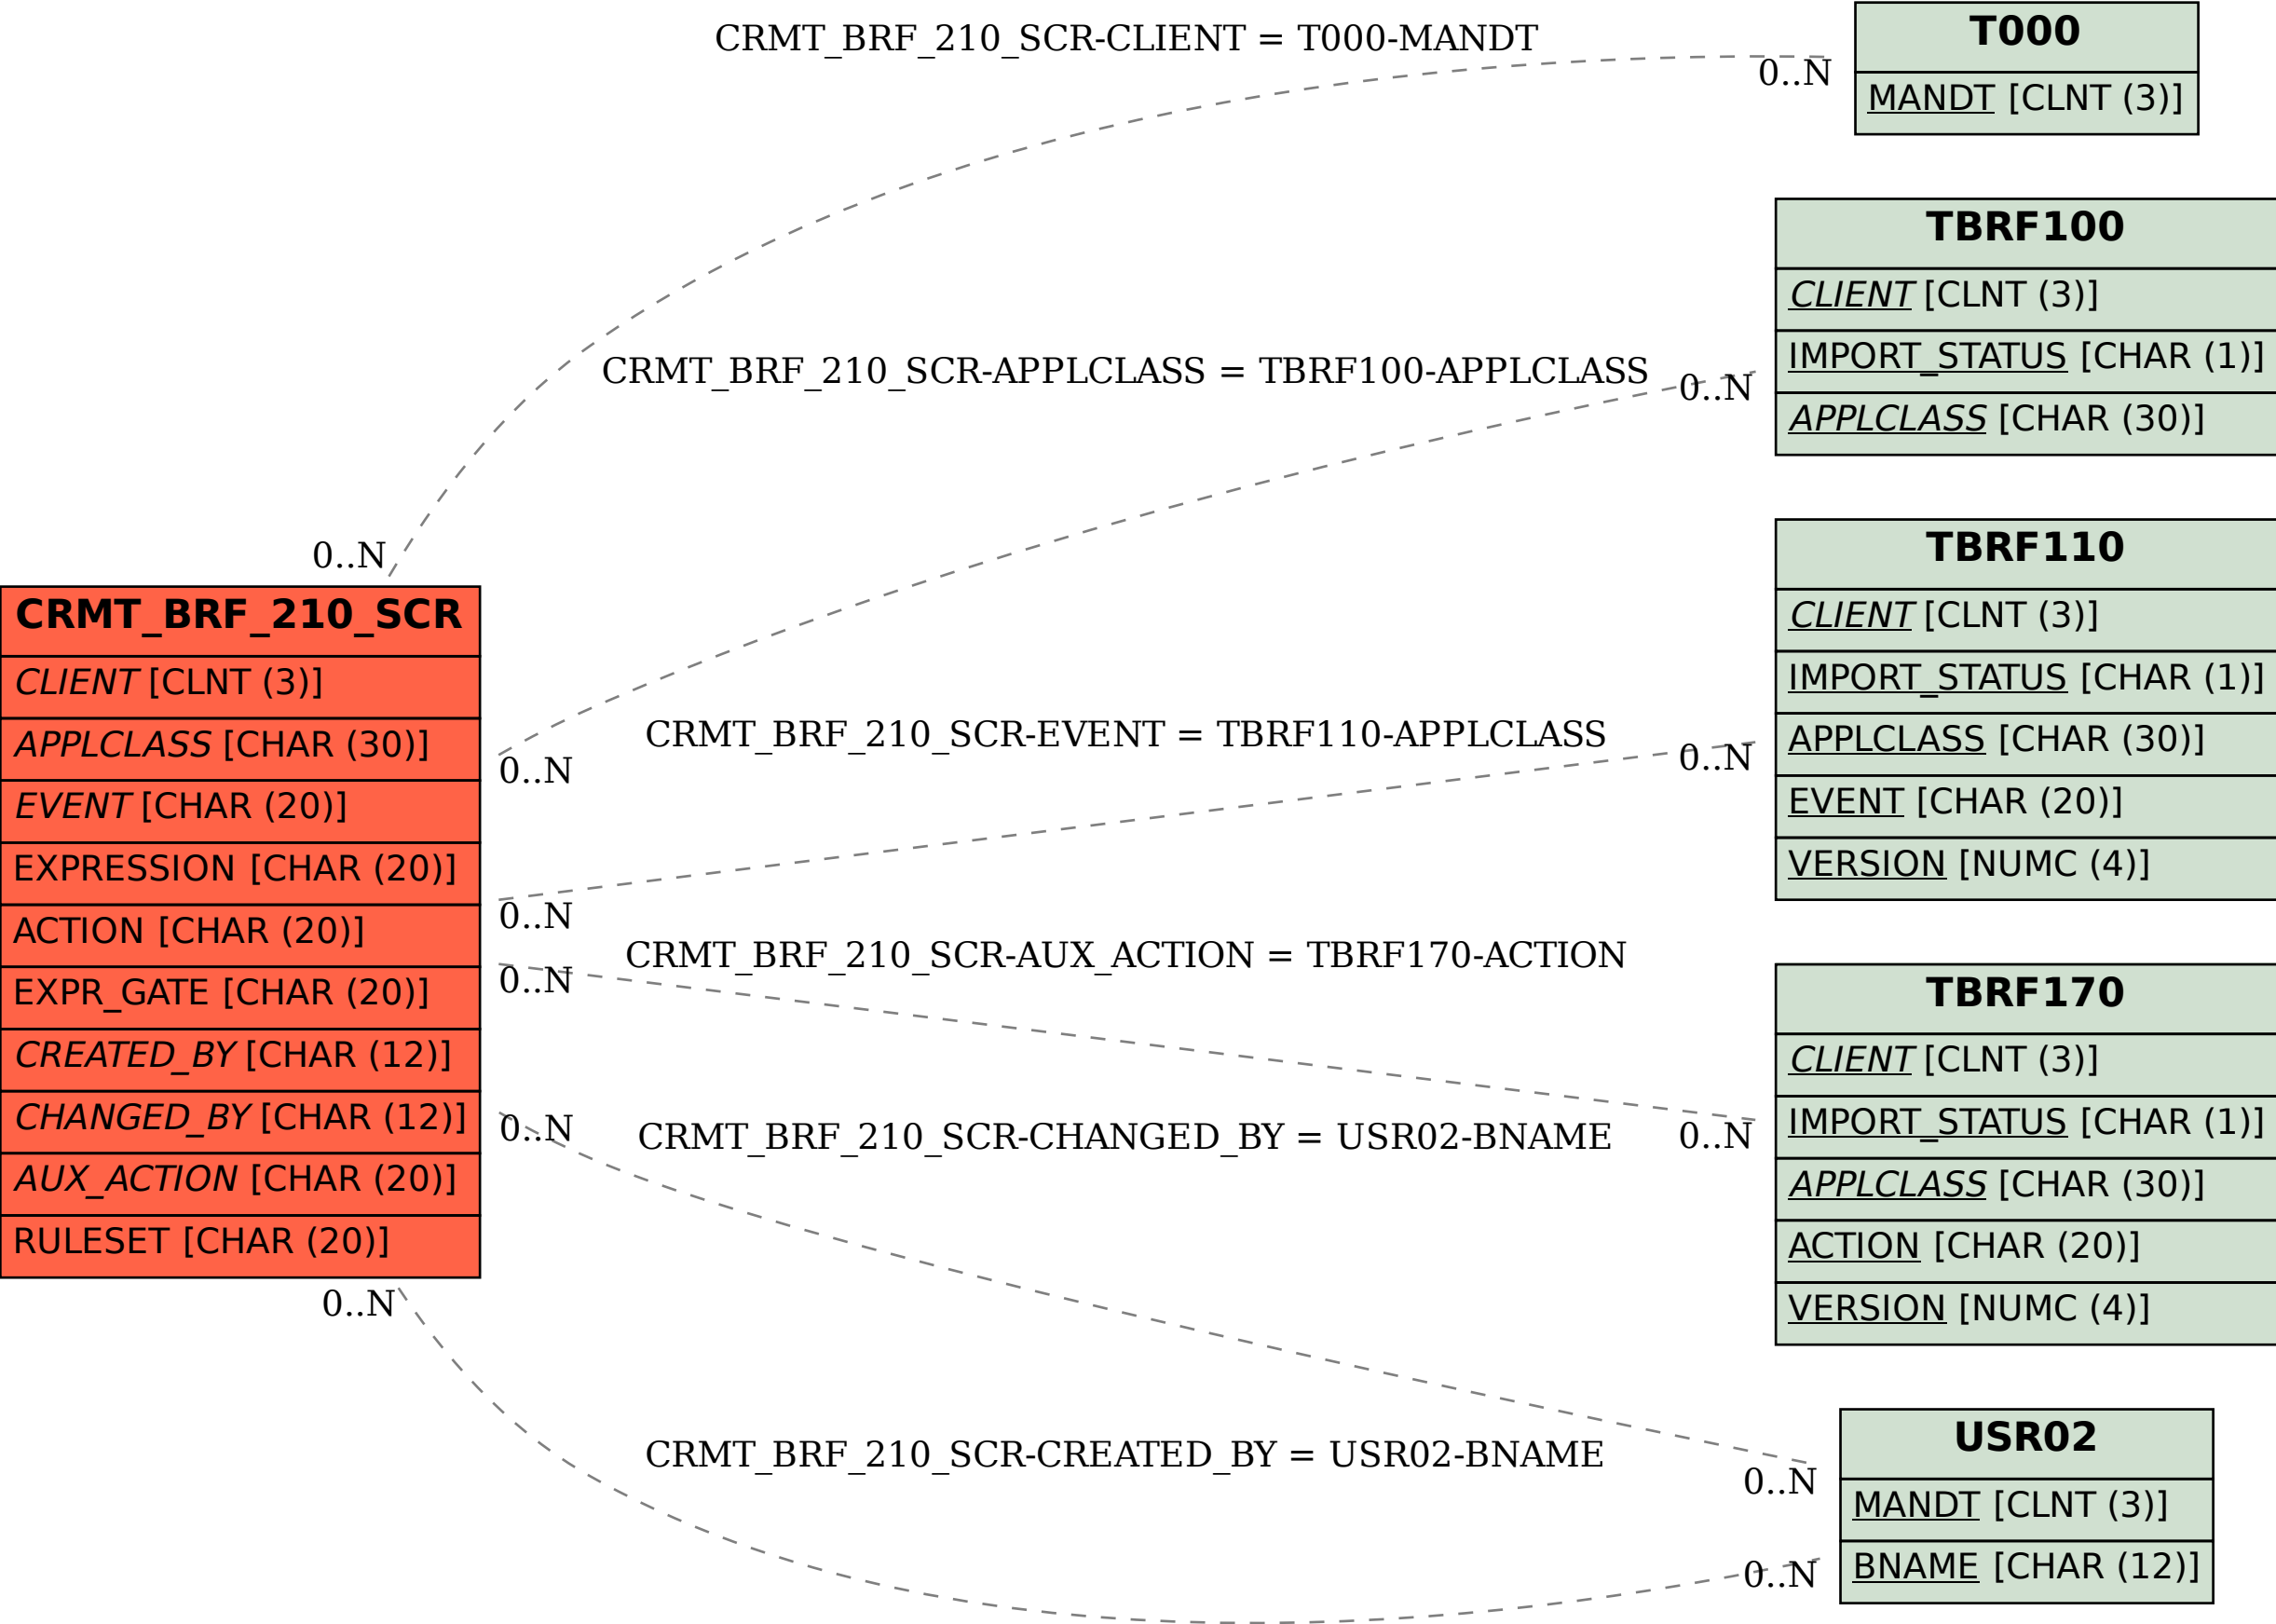 CRMT_BRF_210_SCR-CLIENT = T000-MANDT
0..N
0..N
T000
MANDT [CLNT (3)]
CRMT_BRF_210_SCR-APPLCLASS = TBRF100-APPLCLASS
0..N
0..N
TBRF100
CLIENT [CLNT (3)]
IMPORT_STATUS [CHAR (1)]
APPLCLASS [CHAR (30)]
CRMT_BRF_210_SCR
CLIENT [CLNT (3)]
APPLCLASS [CHAR (30)]
EVENT [CHAR (20)]
EXPRESSION [CHAR (20)]
ACTION [CHAR (20)]
EXPR_GATE [CHAR (20)]
CREATED_BY [CHAR (12)]
CHANGED_BY [CHAR (12)]
AUX_ACTION [CHAR (20)]
RULESET [CHAR (20)]
CRMT_BRF_210_SCR-EVENT = TBRF110-APPLCLASS
0..N
0..N
TBRF110
CLIENT [CLNT (3)]
IMPORT_STATUS [CHAR (1)]
APPLCLASS [CHAR (30)]
EVENT [CHAR (20)]
VERSION [NUMC (4)]
CRMT_BRF_210_SCR-AUX_ACTION = TBRF170-ACTION
0..N
0..N
TBRF170
CLIENT [CLNT (3)]
IMPORT_STATUS [CHAR (1)]
APPLCLASS [CHAR (30)]
ACTION [CHAR (20)]
VERSION [NUMC (4)]
CRMT_BRF_210_SCR-CHANGED_BY = USR02-BNAME
0..N
0..N
CRMT_BRF_210_SCR-CREATED_BY = USR02-BNAME
0..N
0..N
USR02
MANDT [CLNT (3)]
BNAME [CHAR (12)]